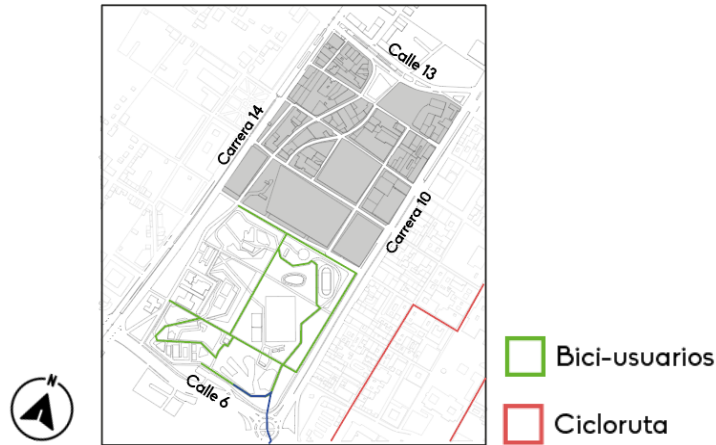 Calle 13
Carrera 14
Carrera 10
Calle 6
N
Bici-usuarios
Cicloruta